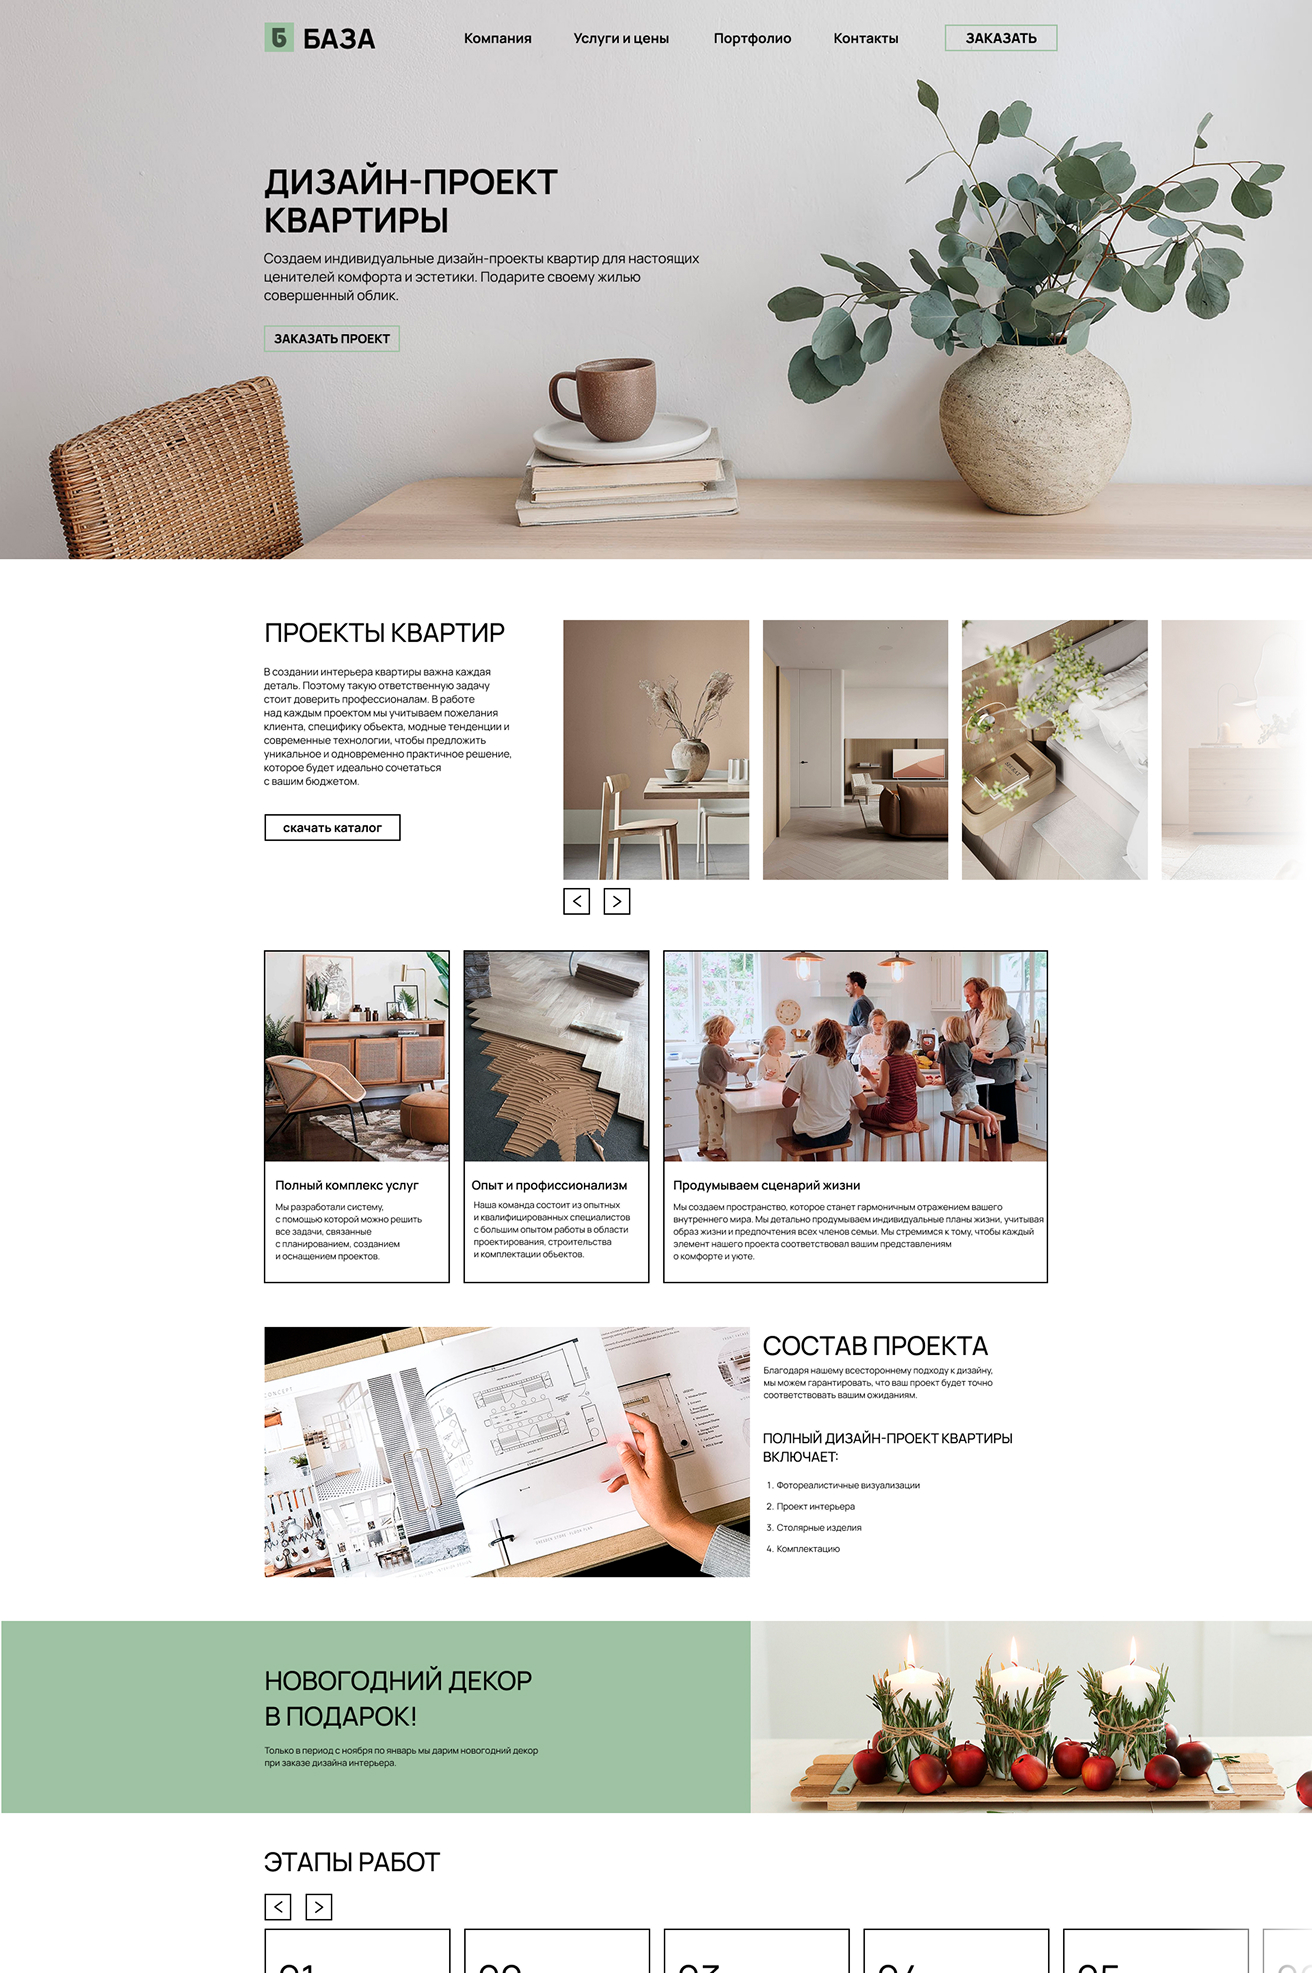 Б БАЗА
Компания
Услуги и цены
Портфолио
Контакты
ЗАКАЗАТЬ
ДИЗАЙН-ПРОЕКТ
КВАРТИРЫ
Создаем индивидуальные дизайн-проекты квартир для настоящих
ценителей комфорта и эстетики. Подарите своему жилью
совершенный облик.
ЗАКАЗАТЬ ПРОЕКТ
ПРОЕКТЫ КВАРТИР
В создании интерьера квартиры важна каждая
деталь. Поэтому такую ответственную задачу
стоит доверить профессионалам. В работе
над каждым проектом мы учитываем пожелания
клиента, специфику объекта, модные тенденции и
современные технологии, чтобы предложить
уникальное и одновременно практичное решение,
которое будет идеально сочетаться
с вашим бюджетом.
скачать каталог
Полный комплекс услуг
Мы разработали систему,
с помощью которой можно решить
все задачи, связанные
с планированием, созданием
и оснащением проектов.
Опыт и профиссионализм
Наша команда состоит из опытных
и квалифицированных специалистов
с большим опытом работы в области
проектирования, строительства
и комплектации объектов.
Продумываем сценарий жизни
Мы создаем пространство, которое станет гармоничным отражением вашего
внутреннего мира. Мы детально продумываем индивидуальные планы жизни, учитывая
образ жизни и предпочтения всех членов семьи. Мы стремимся к тому, чтобы каждый
элемент нашего проекта соответствовал вашим представлениям
о комфорте и уюте.
CONCEPT
СОСТАВ ПРОЕКТА
Благодаря нашему всестороннему подходу к дизайну,
мы можем гарантировать, что ваш проект будет точно
соответствовать вашим ожиданиям.
ПОЛНЫЙ ДИЗАЙН-ПРОЕКТ КВАРТИРЫ
ВКЛЮЧАЕТ:
1. Фотореалистичные визуализации
2. Проект интерьера
3. Столярные изделия
4. Комплектацию
НОВОГОДНИЙ ДЕКОР
В ПОДАРОК!
Только в период с ноября по январь мы дарим новогодний декор
при заказе дизайна интерьера.
ЭТАПЫ РАБОТ
01
02
03
04
05